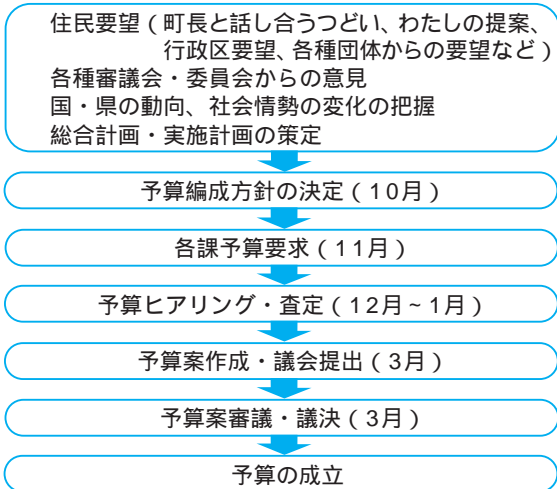 住民要望（町長と話し合うつどい、わたしの提案、
行政区要望、各種団体からの要望など）
各種審議会・委員会からの意見
国・県の動向、社会情勢の変化の把握
総合計画・実施計画の策定
予算編成方針の決定（10月）
各課予算要求（11月）
予算ヒアリング・査定（12月~1月）
予算案作成・議会提出（3月）
予算案審議・議決（3月）
予算の成立